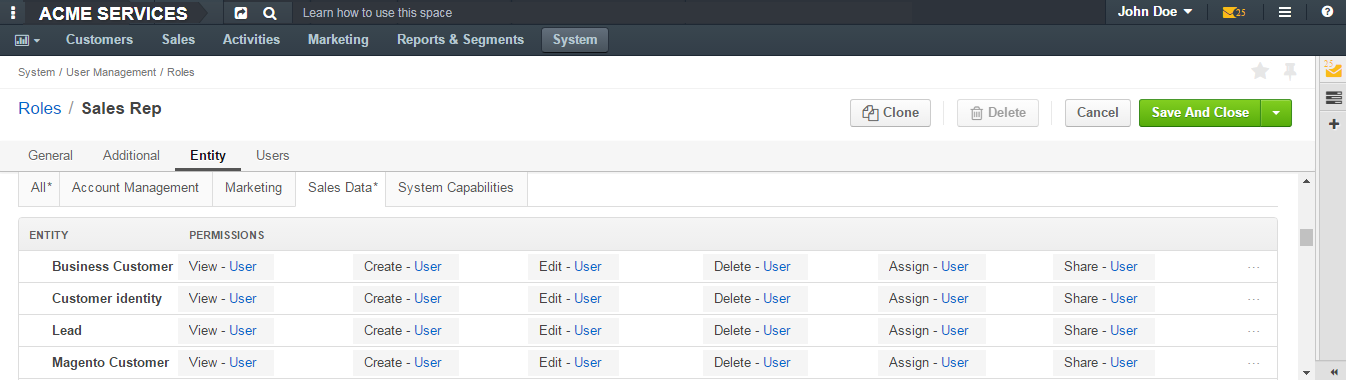 ACME SERVICES Learn how to use this space John Doe 25 ?
Customers Sales Activities Marketing Reports & Segments System
System / User Management / Roles
25
Roles / Sales Rep Clone Delete Cancel Save And Close
General Additional Entity Users
All* Account Management Marketing Sales Data* System Capabilities
ENTITY PERMISSIONS
Business Customer View - User Create - User Edit - User Delete - User Assign - User Share - User ...
Customer identity View - User Create - User Edit - User Delete - User Assign - User Share - User ...
Lead View - User Create - User Edit - User Delete - User Assign - User Share - User ...
Magento Customer View - User Create - User Edit - User Delete - User Assign - User Share - User ...